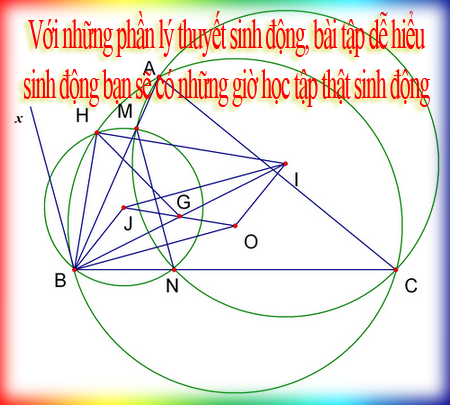 Với những phần lý thuyết sinh động, bài tập dễ hiểu
sinh động bạn sẽ có những giờ học tập thật sinh động
A
H M
x
I
G
J
O
B N C